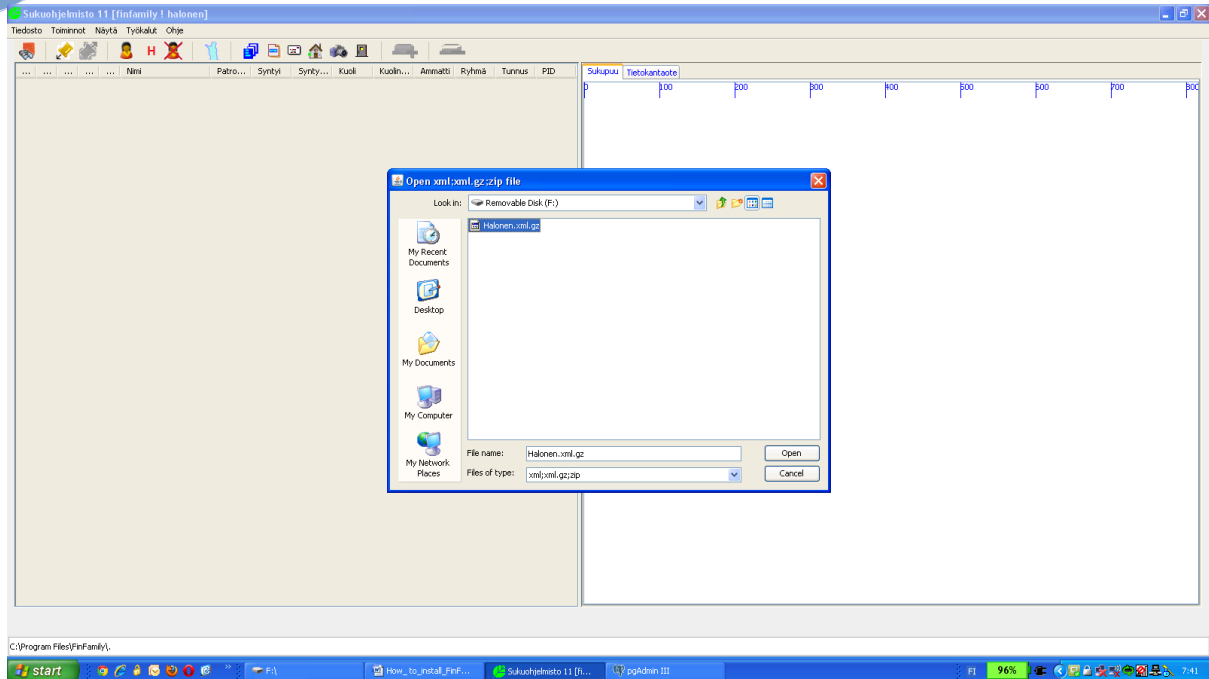 Sukuohjelmisto 11 [finfamily ! halonen]
Tiedosto Toiminnot Näytä Työkalut Ohje
H
... ... ... ... ... Nimi Patro... Syntyi Synty... Kuoli Kuolin... Ammatti Ryhmä Tunnus PID
Sukupuu Tietokantaote
0 100 200 300 400 500 600 700 800
Open xml;xml.gz;zip file
Look in: Removable Disk (F:)
Halonen.xml.gz
My Recent
Documents
Desktop
My Documents
My Computer
My Network
Places
File name: Halonen.xml.gz Open
Files of type: xml;xml.gz;zip Cancel
C:\Program Files\FinFamily\.
start F:\ How_to_install_FinF... Sukuohjelmisto 11 [fi... pgAdmin III FI 96% 7:41